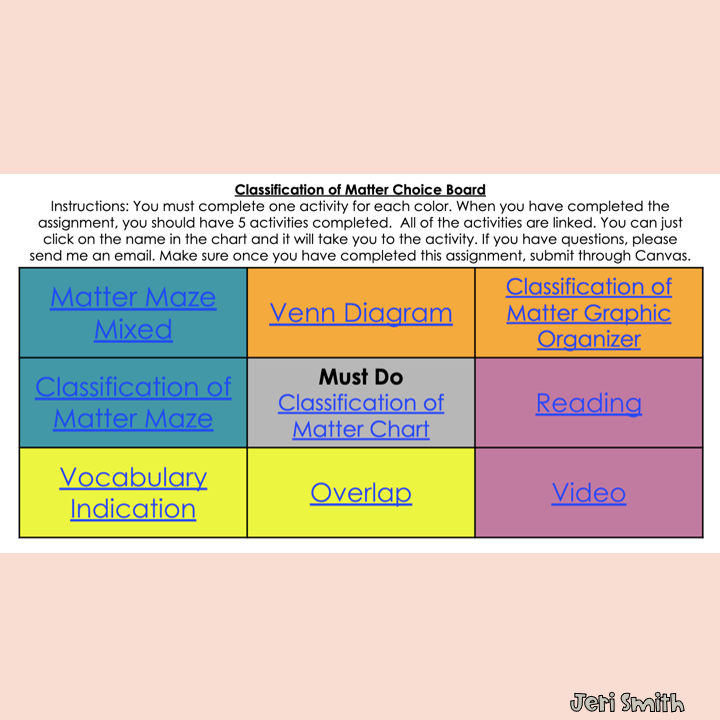 Classification of Matter Choice Board
Instructions: You must complete one activity for each color. When you have completed the
assignment, you should have 5 activities completed.  All of the activities are linked. You can just
click on the name in the chart and it will take you to the activity. If you have questions, please
send me an email. Make sure once you have completed this assignment, submit through Canvas.
Matter Maze
Mixed
Venn Diagram
Classification of
Matter Graphic
Organizer
Classification of
Matter Maze
Must Do
Classification of
Matter Chart
Reading
Vocabulary
Indication
Overlap
Video
Jeri Smith